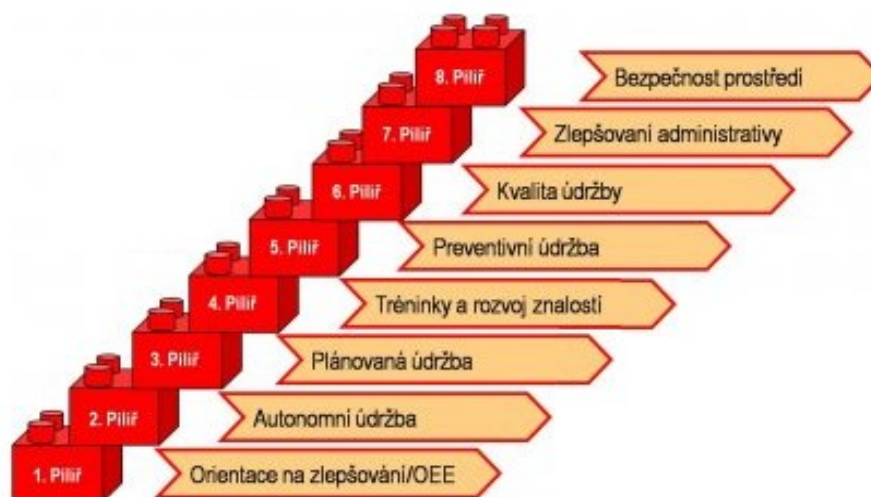 8. Pilíř
Bezpečnost prostředí
7. Pilíř
Zlepšovaní administrativy
6. Pilíř
Kvalita údržby
5. Pilíř
Preventivní údržba
4. Pilíř
Tréninky a rozvoj znalostí
3. Pilíř
Plánovaná údržba
2. Pilíř
Autonomní údržba
1. Pilíř
Orientace na zlepšování/OEE